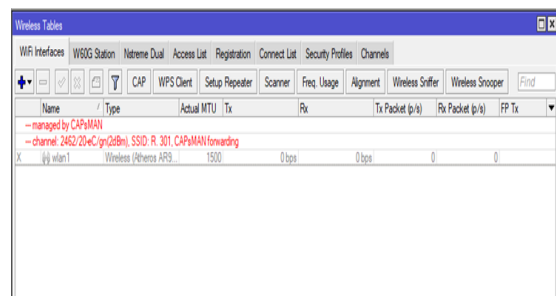 Wireless Tables
WiFi Interfaces W60G Station Nstreme Dual Access List Registration Connect List Security Profiles Channels
CAP WPS Client Setup Repeater Scanner Freq. Usage Alignment Wireless Sniffer Wireless Snooper Find
Name / Type Actual MTU Tx Rx Tx Packet (p/s) Rx Packet (p/s) FP Tx
--- managed by CAPsMAN
--- channel: 2462/20-eC/gn(2dBm), SSID: R. 301, CAPsMAN forwarding
X wlan1 Wireless (Atheros AR9... 1500 0 bps 0 bps 0 0